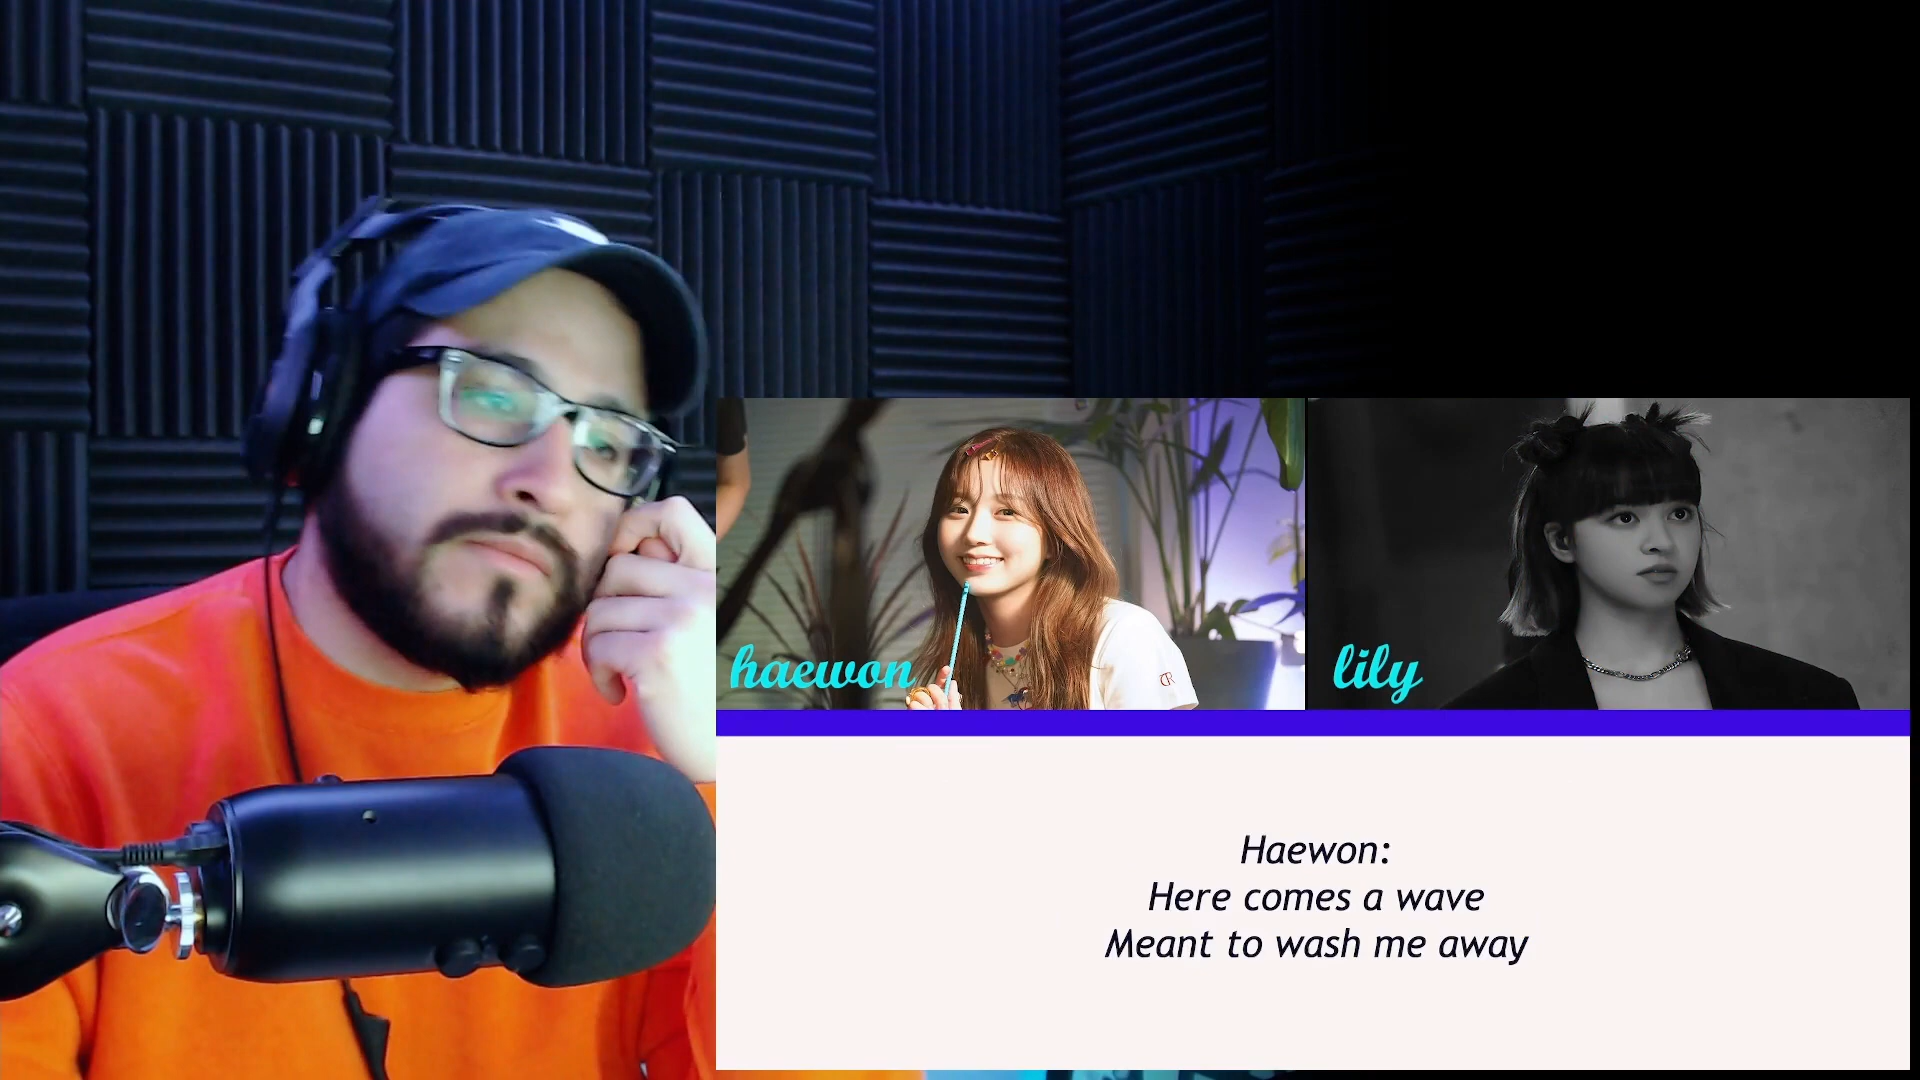 haewon
lily
Haewon:
Here comes a wave
Meant to wash me away